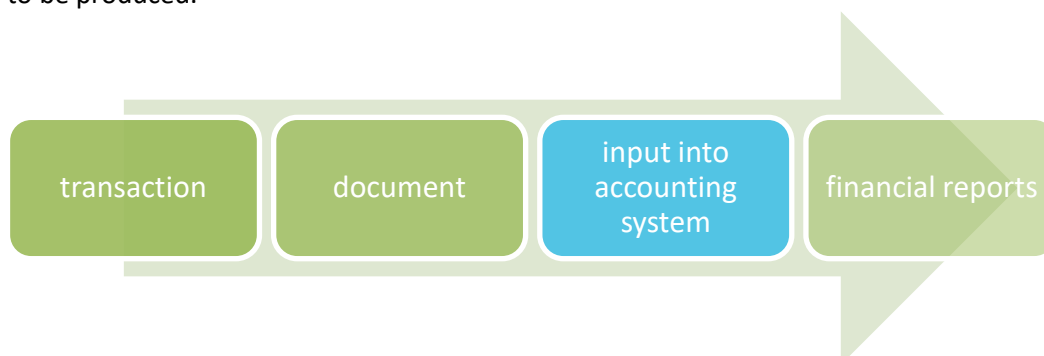 to be produced.
transaction
document
input into
accounting
system
financial reports